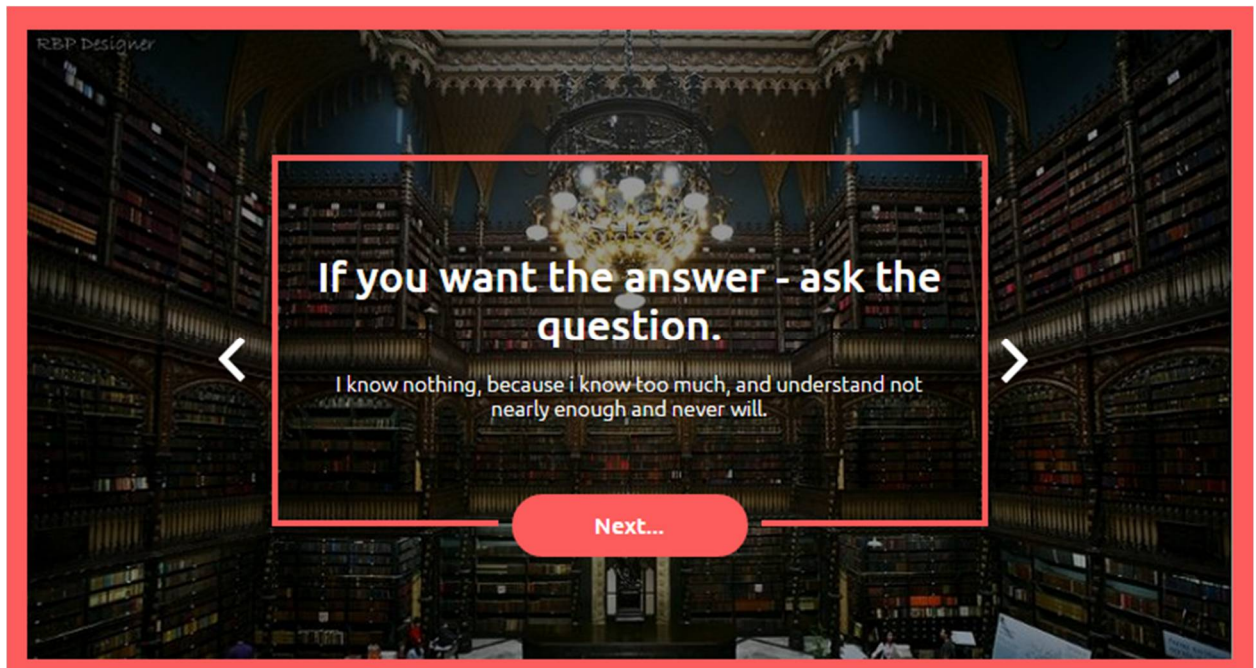 RBP Designer
If you want the answer - ask the
question.
I know nothing, because i know too much, and understand not
nearly enough and never will.
Next...